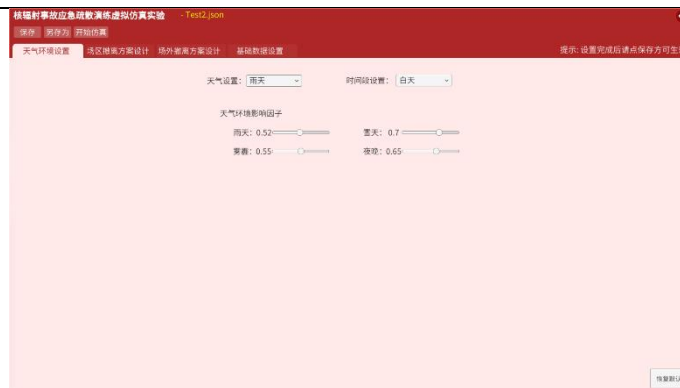 核辐射事故应急疏散演练虚拟仿真实验 - Test2.json
保存 另存为 开始仿真
天气环境设置 场区撤离方案设计 场外撤离方案设计 基础数据设置 提示: 设置完成后请点保存方可生
天气设置: 雨天 时间段设置: 白天
天气环境影响因子
雨天: 0.52 雪天: 0.7
雾霾: 0.55 夜晚: 0.65
恢复默认